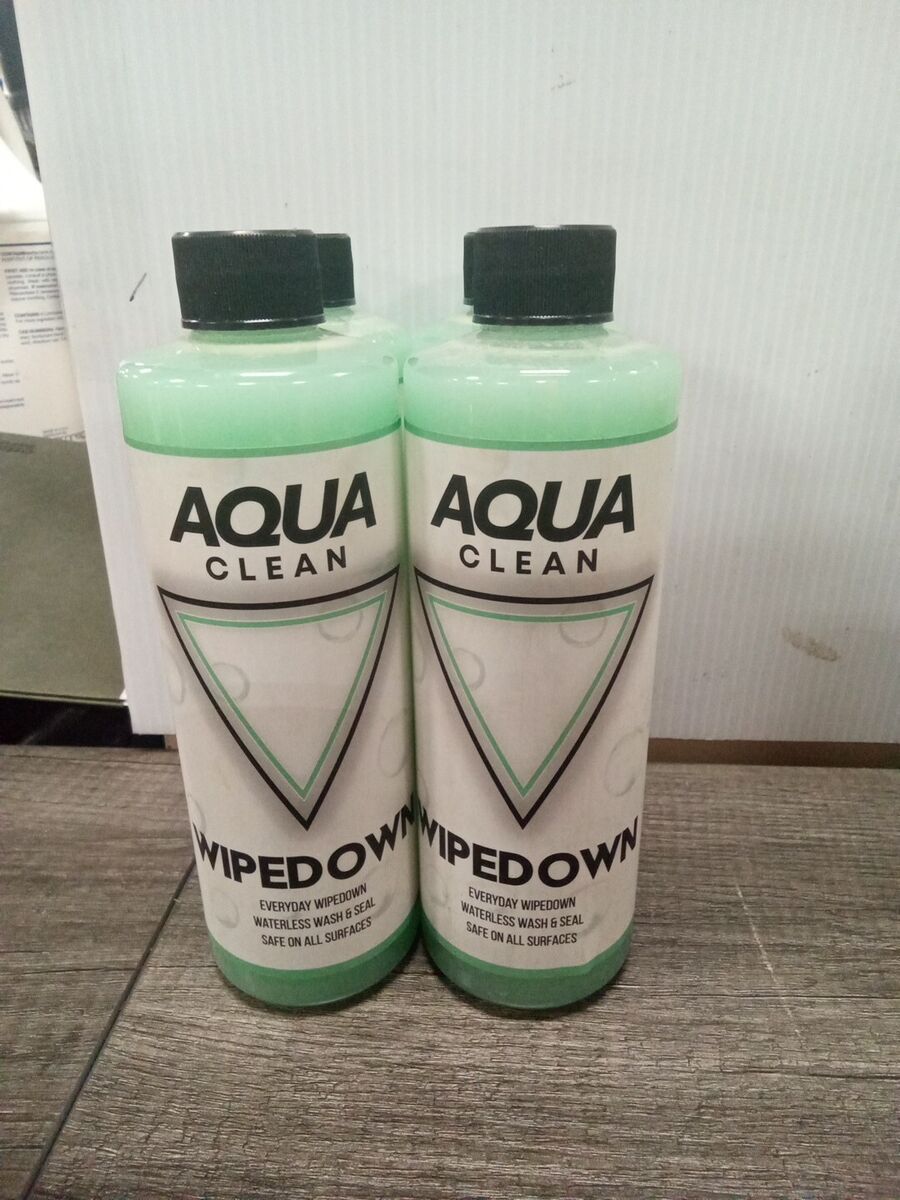 AQUA
CLEAN
WIPEDOWN
EVERYDAY WIPEDOWN
WATERLESS WASH & SEAL
SAFE ON ALL SURFACES
AQUA
CLEAN
WIPEDOWN
EVERYDAY WIPEDOWN
WATERLESS WASH & SEAL
SAFE ON ALL SURFACES